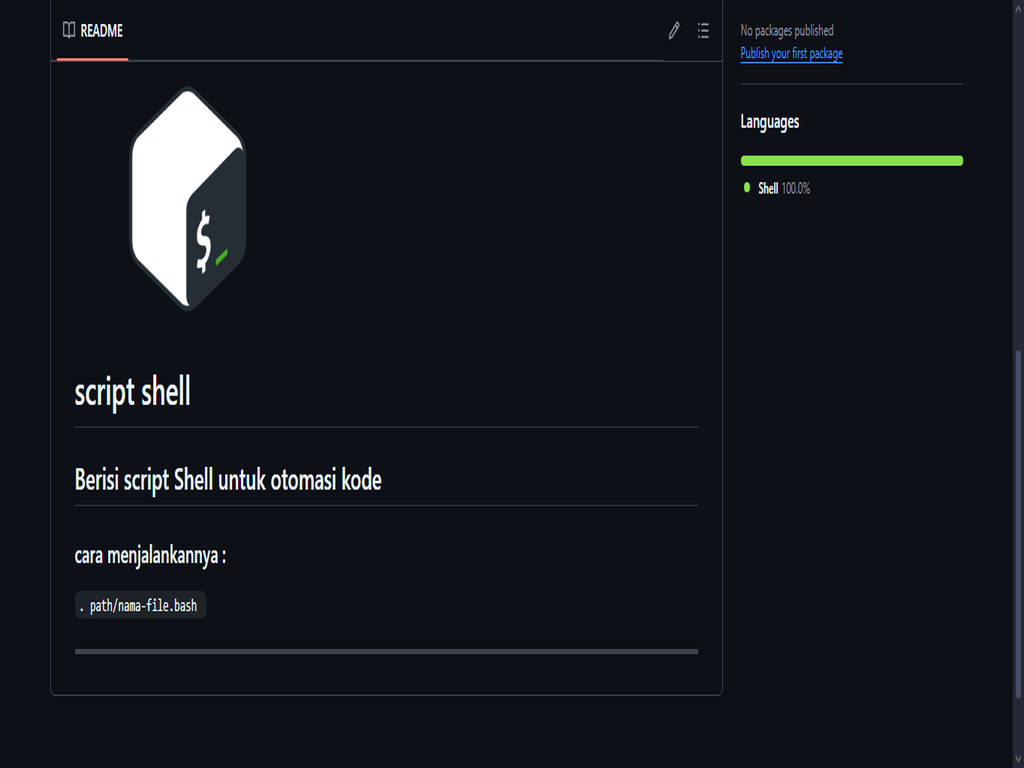 README
$_
script shell
Berisi script Shell untuk otomasi kode
cara menjalankannya :
. path/nama-file.bash
No packages published
Publish your first package
Languages
Shell 100.0%